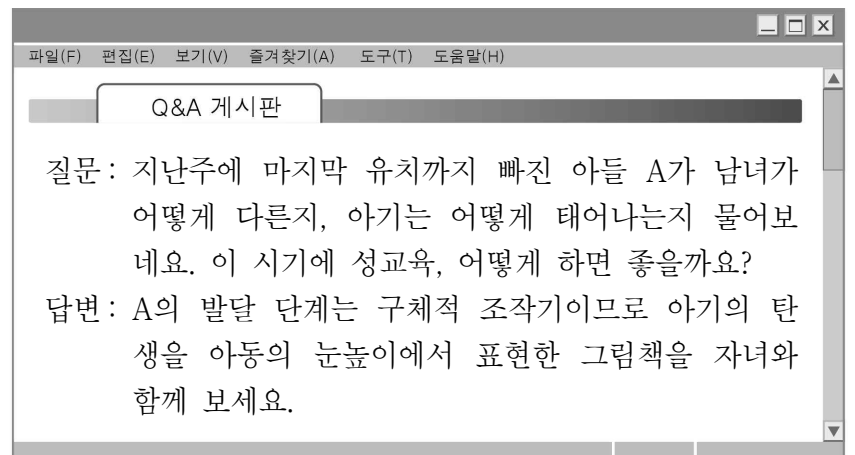 파일(F) 편집(E) 보기(V) 즐겨찾기(A) 도구(T) 도움말(H)
Q&A 게시판
질문: 지난주에 마지막 유치까지 빠진 아들 A가 남녀가
어떻게 다른지, 아기는 어떻게 태어나는지 물어보
네요. 이 시기에 성교육, 어떻게 하면 좋을까요?
답변: A의 발달 단계는 구체적 조작기이므로 아기의 탄
생을 아동의 눈높이에서 표현한 그림책을 자녀와
함께 보세요.